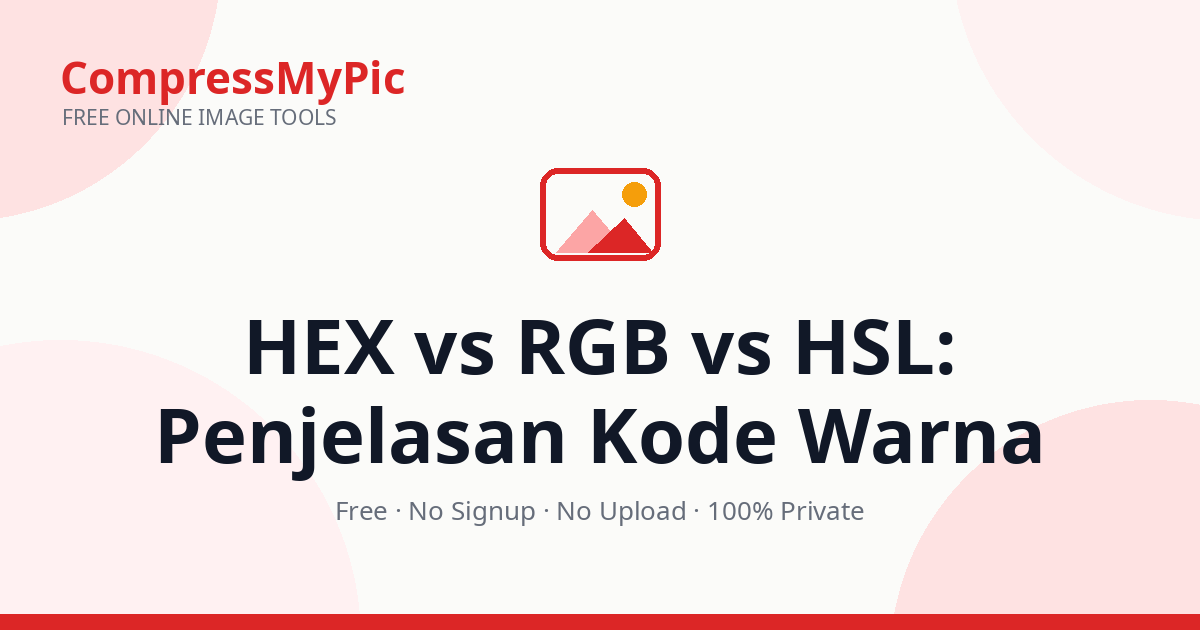 CompressMyPic
FREE ONLINE IMAGE TOOLS
HEX vs RGB vs HSL:
Penjelasan Kode Warna
Free · No Signup · No Upload · 100% Private